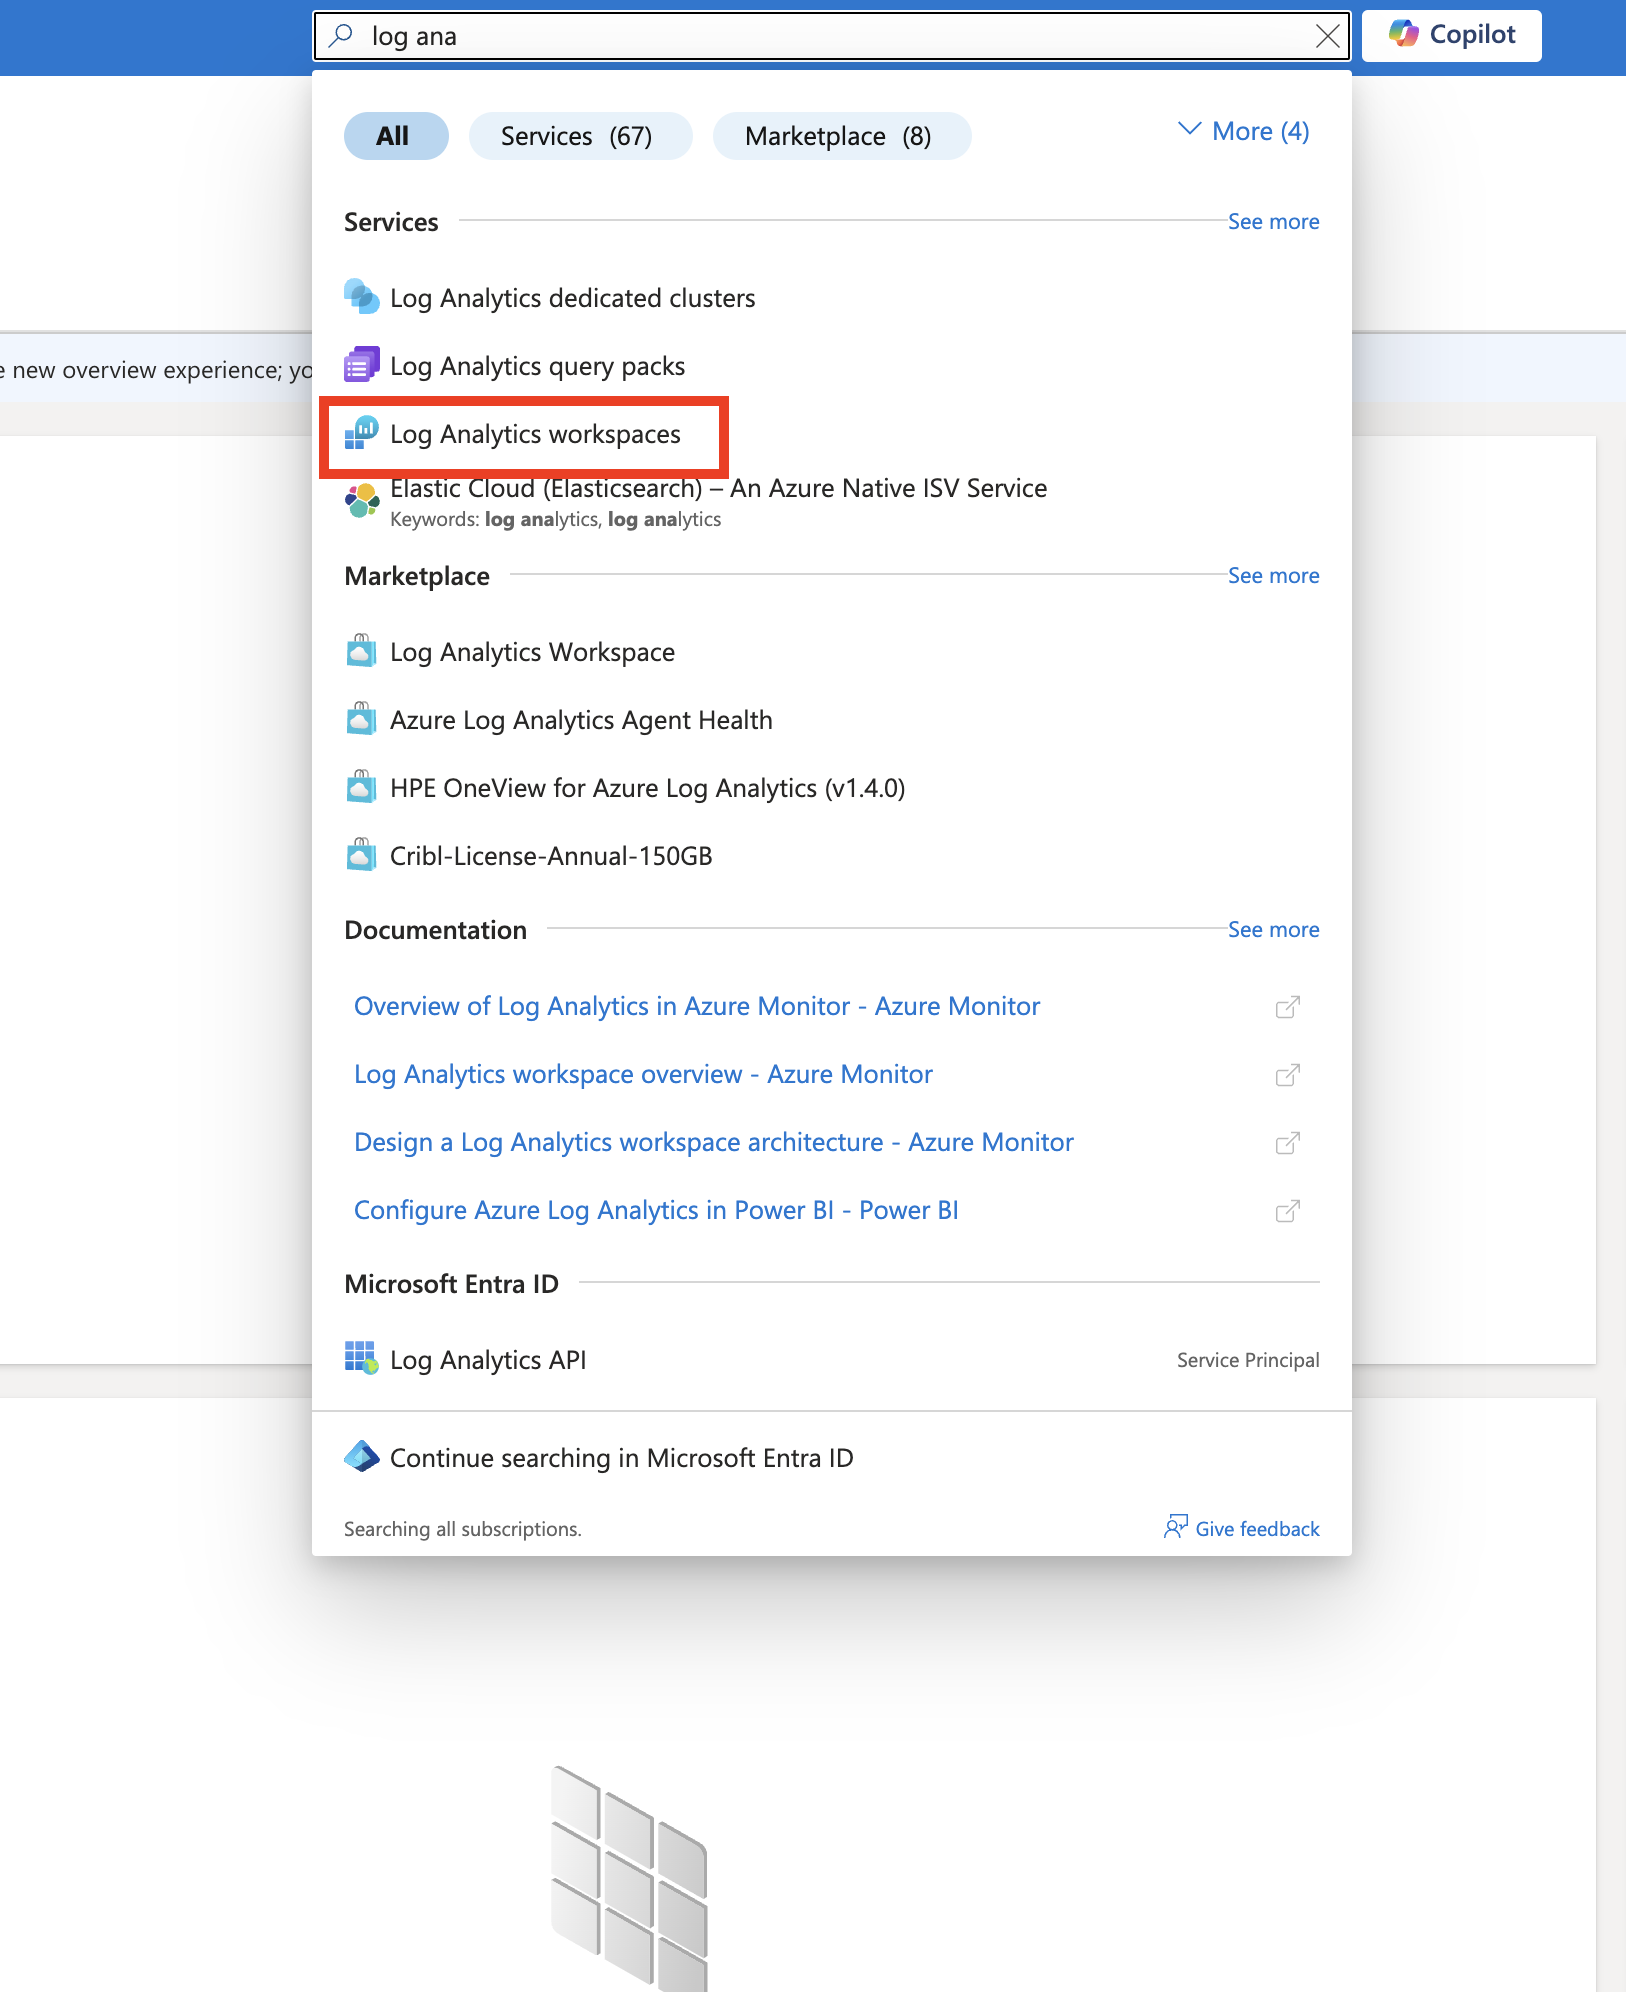 log ana
Copilot
All
Services (67)
Marketplace (8)
More (4)
Services
See more
Log Analytics dedicated clusters
Log Analytics query packs
e new overview experience; yo
Log Analytics workspaces
Elastic Cloud (Elasticsearch) – An Azure Native ISV Service
Keywords: log analytics, log analytics
Marketplace
See more
Log Analytics Workspace
Azure Log Analytics Agent Health
HPE OneView for Azure Log Analytics (v1.4.0)
Cribl-License-Annual-150GB
Documentation
See more
Overview of Log Analytics in Azure Monitor - Azure Monitor
Log Analytics workspace overview - Azure Monitor
Design a Log Analytics workspace architecture - Azure Monitor
Configure Azure Log Analytics in Power BI - Power BI
Microsoft Entra ID
Log Analytics API
Service Principal
Continue searching in Microsoft Entra ID
Searching all subscriptions.
Give feedback